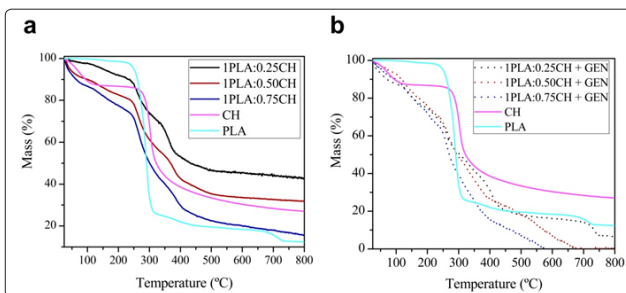 a
1PLA:0.25CH
1PLA:0.50CH
1PLA:0.75CH
CH
PLA
Mass (%)
100
80
60
40
20
100 200 300 400 500 600 700 800
Temperature (ºC)
b
1PLA:0.25CH + GEN
1PLA:0.50CH + GEN
1PLA:0.75CH + GEN
CH
PLA
Mass (%)
100
80
60
40
20
0
100 200 300 400 500 600 700 800
Temperature (ºC)